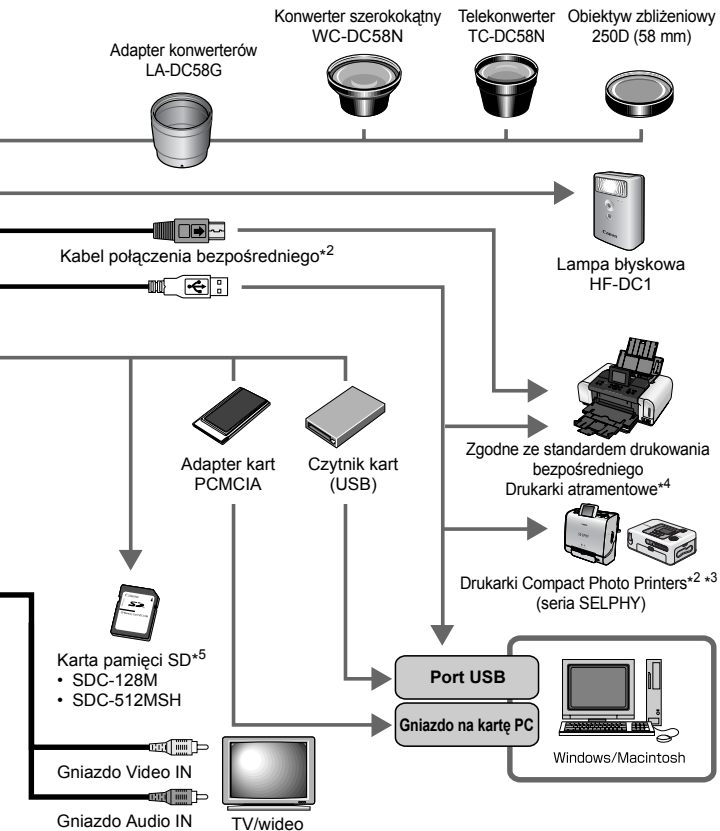 Konwerter szerokokątny
WC-DC58N
Telekonwerter
TC-DC58N
Obiektyw zbliżeniowy
250D (58 mm)
Adapter konwerterów
LA-DC58G
Canon
Lampa błyskowa
HF-DC1
Kabel połączenia bezpośredniego*2
Zgodne ze standardem drukowania
bezpośredniego
Drukarki atramentowe*4
Adapter kart
PCMCIA
Czytnik kart
(USB)
Drukarki Compact Photo Printers*2 *3
(seria SELPHY)
SD
Karta pamięci SD*5
• SDC-128M
• SDC-512MSH
Port USB
Gniazdo na kartę PC
Windows/Macintosh
Gniazdo Video IN
Gniazdo Audio IN
TV/wideo